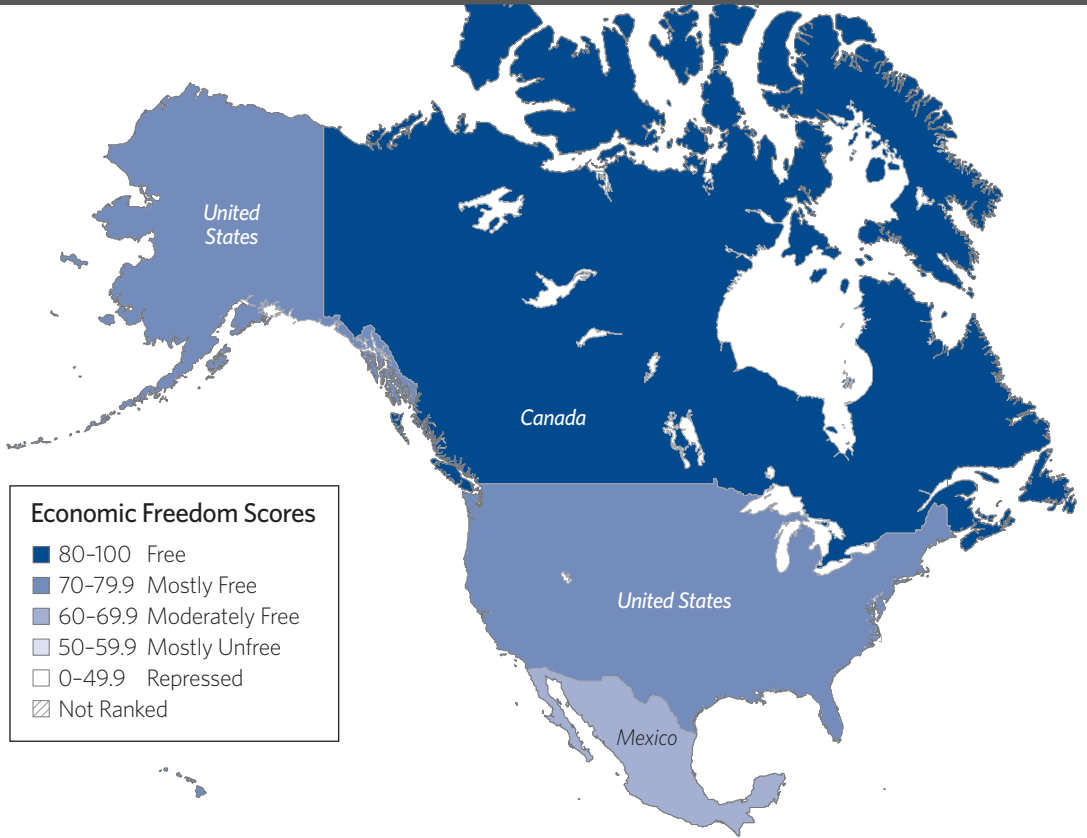 United
States
Canada
United States
Mexico
Economic Freedom Scores
80–100 Free
70–79.9 Mostly Free
60–69.9 Moderately Free
50–59.9 Mostly Unfree
0–49.9 Repressed
Not Ranked